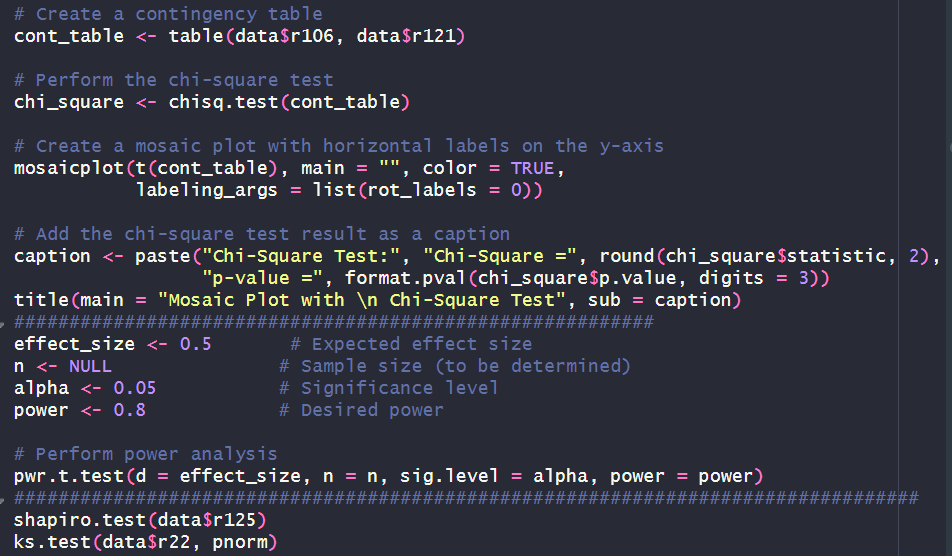 # Create a contingency table
cont_table <- table(data$r106, data$r121)
# Perform the chi-square test
chi_square <- chisq.test(cont_table)
# Create a mosaic plot with horizontal labels on the y-axis
mosaicplot(t(cont_table), main = "", color = TRUE,
labeling_args = list(rot_labels = 0))
# Add the chi-square test result as a caption
caption <- paste("Chi-Square Test:", "Chi-Square =", round(chi_square$statistic, 2),
"p-value =", format.pval(chi_square$p.value, digits = 3))
title(main = "Mosaic Plot with \n Chi-Square Test", sub = caption)
##########################################################
effect_size <- 0.5 # Expected effect size
n <- NULL # Sample size (to be determined)
alpha <- 0.05 # Significance level
power <- 0.8 # Desired power
# Perform power analysis
pwr.t.test(d = effect_size, n = n, sig.level = alpha, power = power)
##################################################################################
shapiro.test(data$r125)
ks.test(data$r22, pnorm)